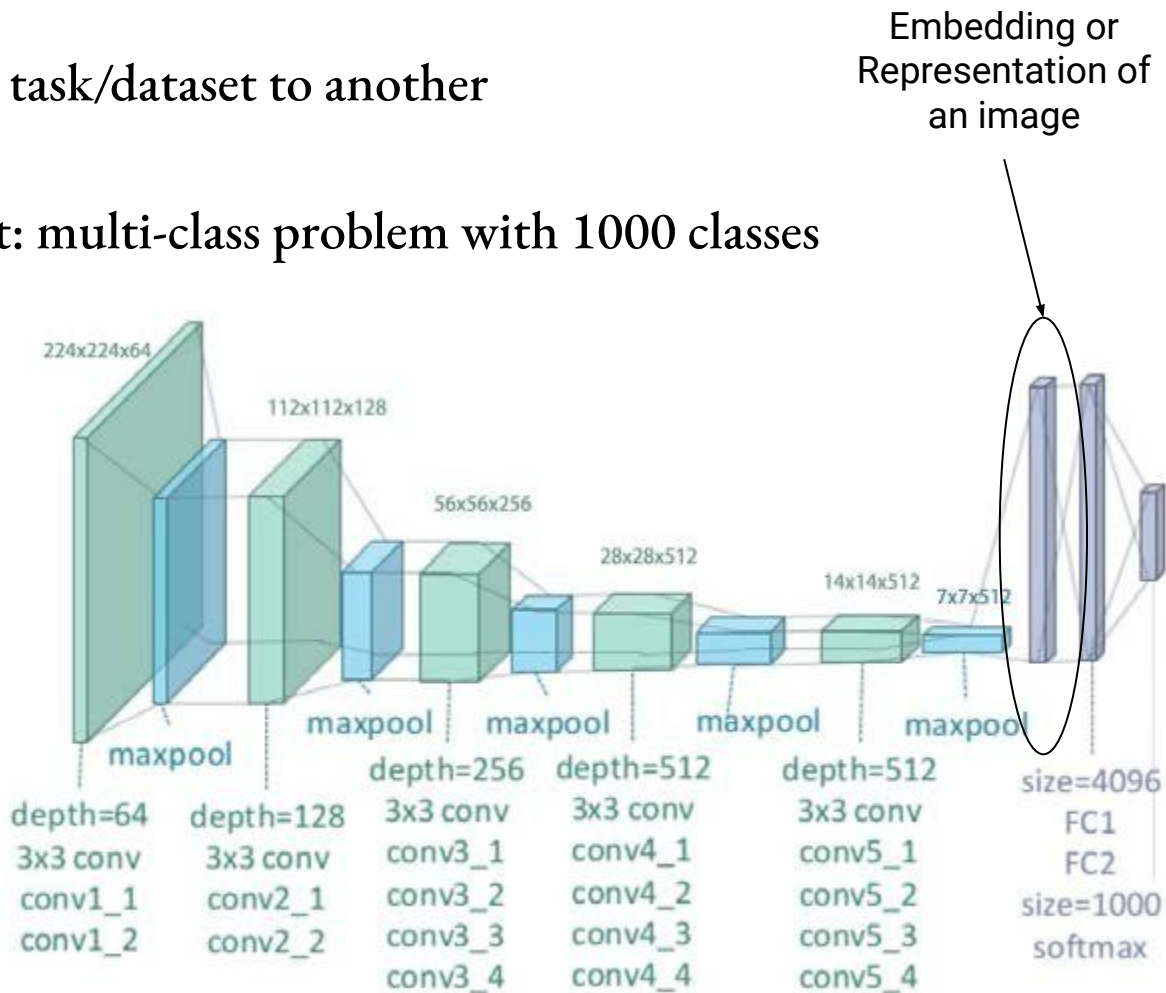 Embedding or
Representation of
an image
task/dataset to another
t: multi-class problem with 1000 classes
224x224x64
112x112x128
56x56x256
28x28x512
14x14x512
7x7x512
maxpool
maxpool
maxpool
maxpool
maxpool
depth=64
3x3 conv
conv1_1
conv1_2
depth=128
3x3 conv
conv2_1
conv2_2
depth=256
3x3 conv
conv3_1
conv3_2
conv3_3
conv3_4
depth=512
3x3 conv
conv4_1
conv4_2
conv4_3
conv4_4
depth=512
3x3 conv
conv5_1
conv5_2
conv5_3
conv5_4
size=4096
FC1
FC2
size=1000
softmax